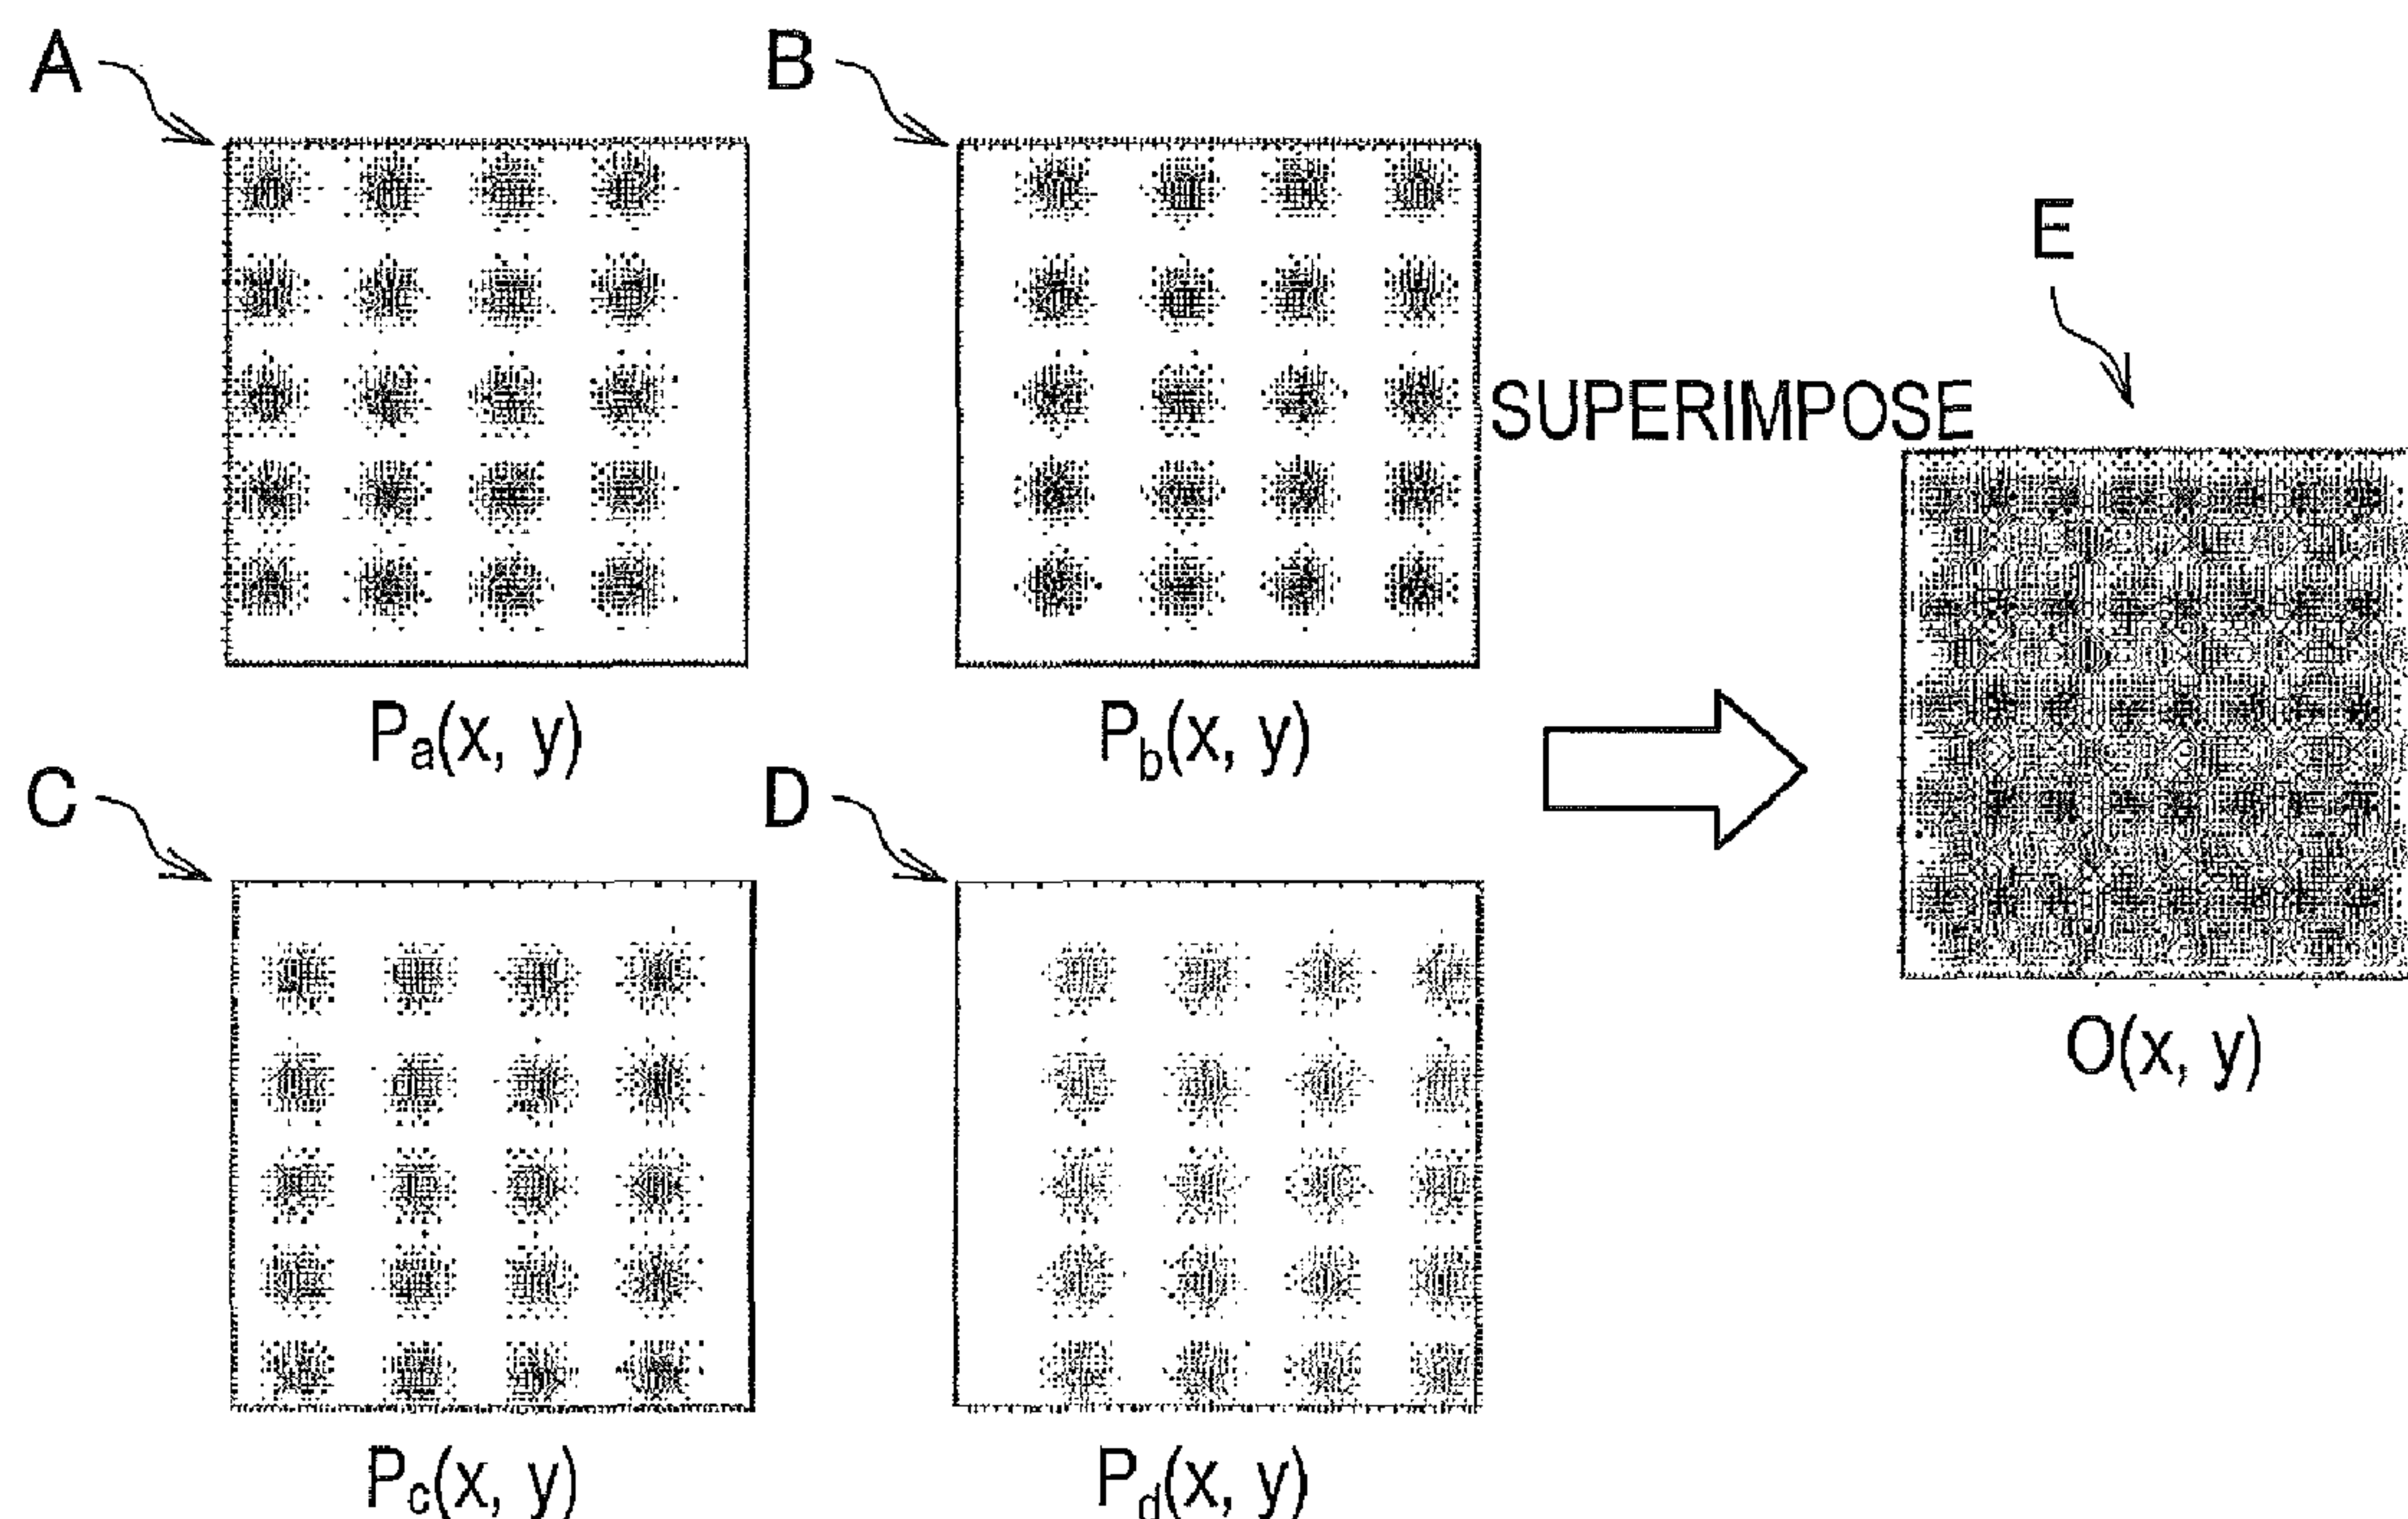 A
B
E
SUPERIMPOSE
Pa(x, y)
Pb(x, y)
C
D
O(x, y)
Pc(x, y)
Pd(x, y)